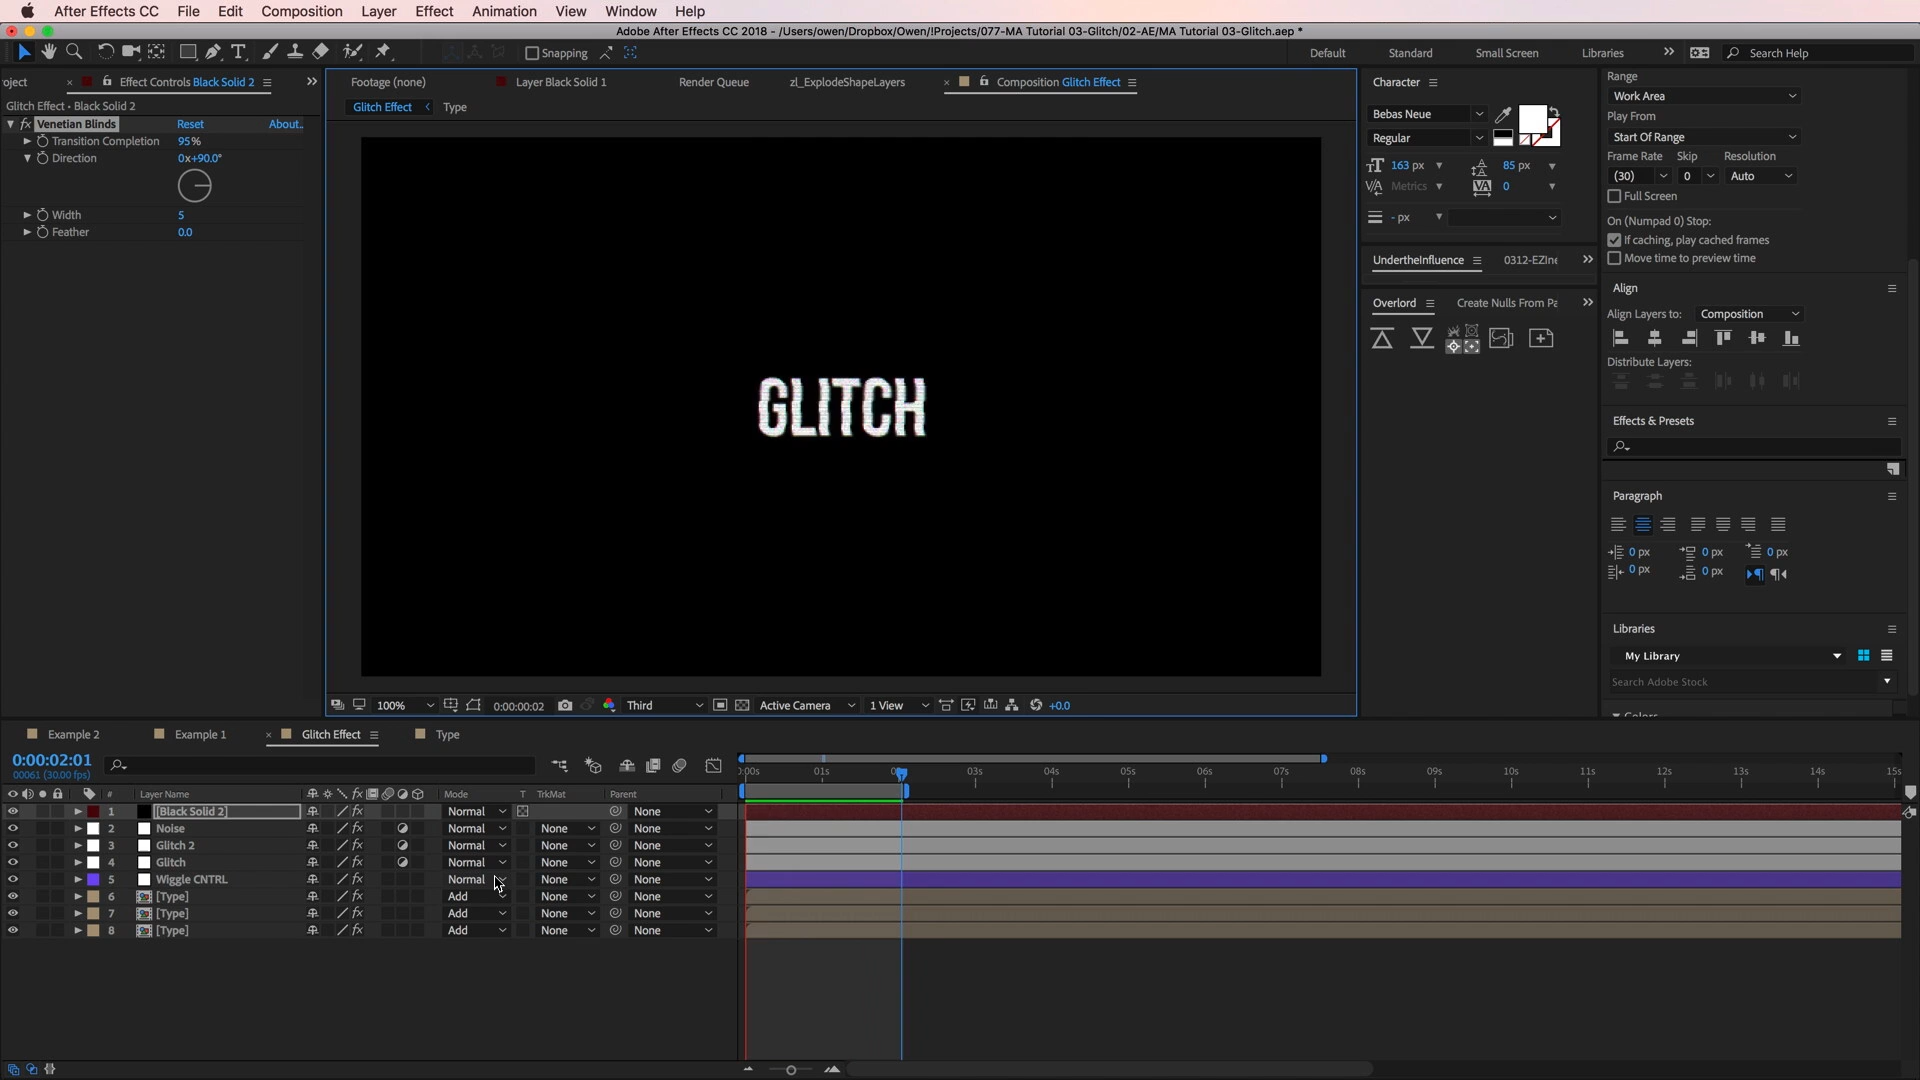 After Effects CC File Edit Composition Layer Effect Animation View Window Help
Adobe After Effects CC 2018 - /Users/owen/Dropbox/Owen/!Projects/077-MA Tutorial 03-Glitch/02-AE/MA Tutorial 03-Glitch.aep *
Snapping Default Standard Small Screen Libraries Search Help
oject Effect Controls Black Solid 2
Glitch Effect • Black Solid 2
fx Venetian Blinds Reset About..
Transition Completion 95%
Direction 0x+90.0°
Width 5
Feather 0.0
Footage (none) Layer Black Solid 1 Render Queue zl_ExplodeShapeLayers Composition Glitch Effect
Glitch Effect Type
GLITCH
100% 0:00:00:02 Third Active Camera 1 View +0.0
Character
Bebas Neue
Regular
163 px 85 px
Metrics 0
- px
UndertheInfluence 0312-EZIne
Overlord Create Nulls From Pa
Range
Work Area
Play From
Start Of Range
Frame Rate Skip Resolution
(30) 0 Auto
Full Screen
On (Numpad 0) Stop:
If caching, play cached frames
Move time to preview time
Align
Align Layers to: Composition
Distribute Layers:
Effects & Presets
Paragraph
0 px 0 px 0 px
0 px 0 px
Libraries
My Library
Search Adobe Stock
Example 2 Example 1 Glitch Effect Type
0:00:02:01
00061 (30.00 fps)
# Layer Name Mode T TrkMat Parent
1 [Black Solid 2] Normal None
2 Noise Normal None None
3 Glitch 2 Normal None None
4 Glitch Normal None None
5 Wiggle CNTRL Normal None None
6 [Type] Add None None
7 [Type] Add None None
8 [Type] Add None None
0:00s 01s 03s 04s 05s 06s 07s 08s 09s 10s 11s 12s 13s 14s 15s